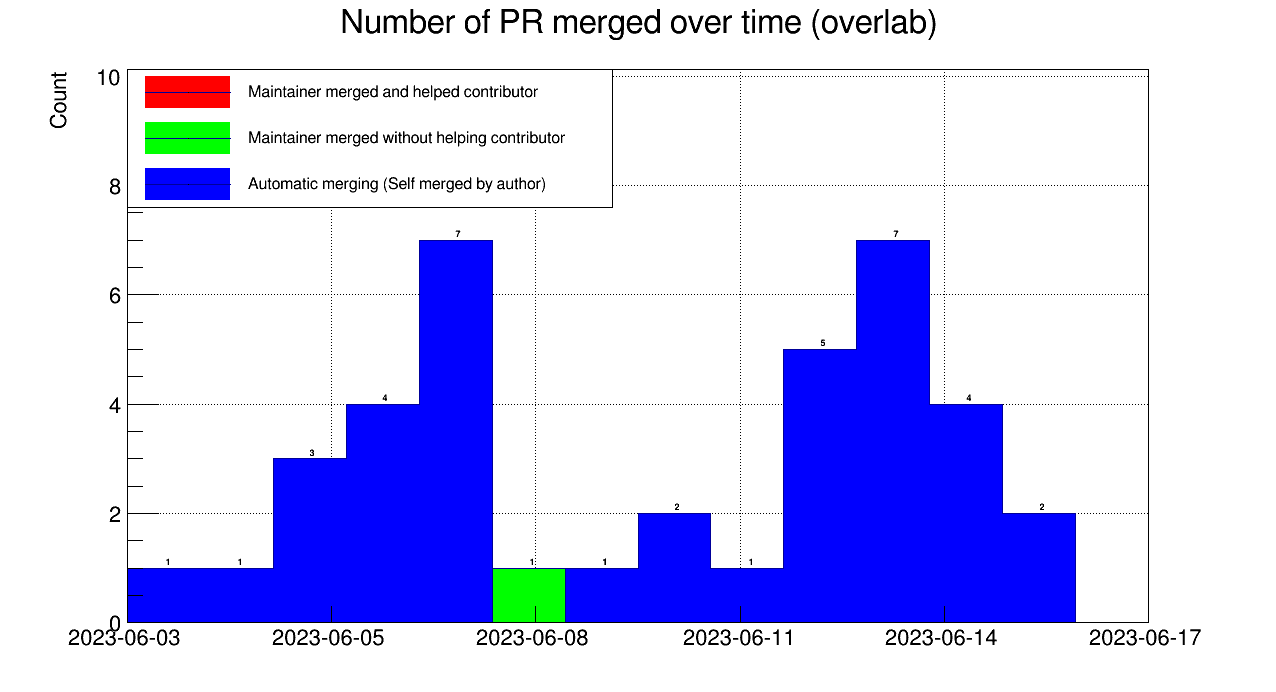 Number of PR merged over time (overlab)
Count
10
8
6
4
2
0
Maintainer merged and helped contributor
Maintainer merged without helping contributor
Automatic merging (Self merged by author)
1 1 3 4 7 1 1 2 1 5 7 4 2
2023-06-03 2023-06-05 2023-06-08 2023-06-11 2023-06-14 2023-06-17